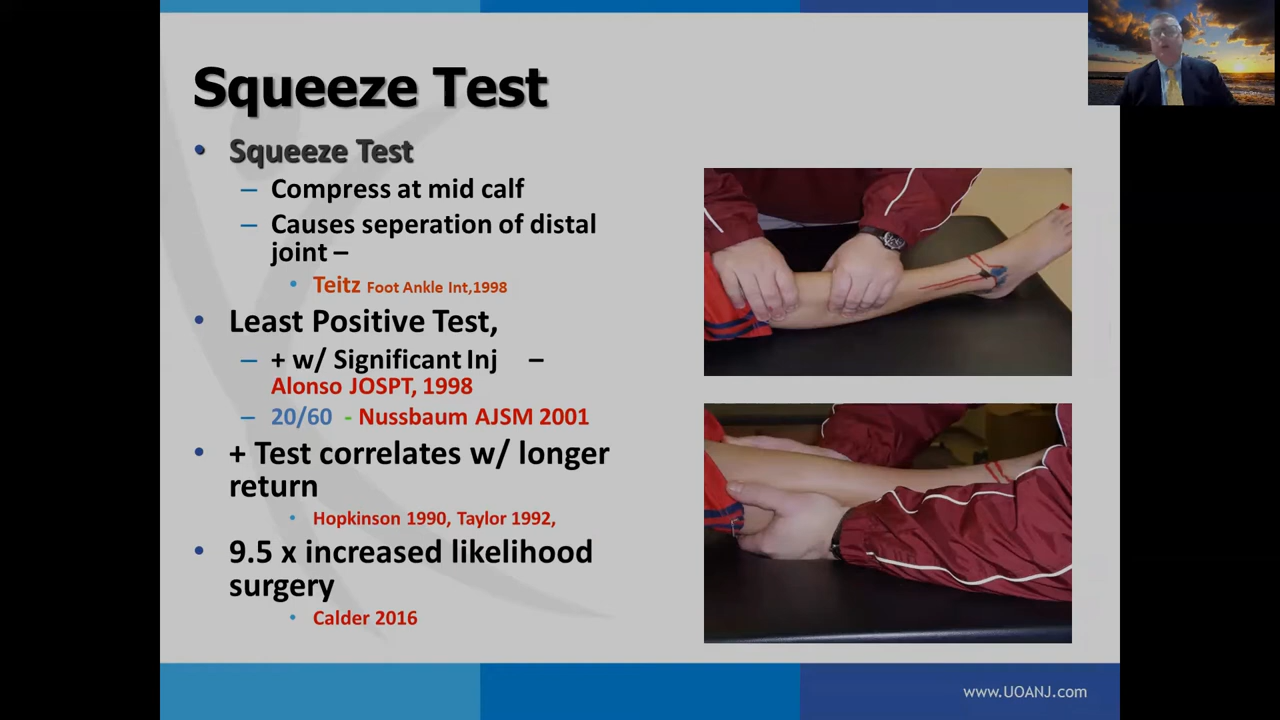 Squeeze Test
• Squeeze Test
– Compress at mid calf
– Causes seperation of distal
joint –
• Teitz Foot Ankle Int,1998
• Least Positive Test,
– + w/ Significant Inj –
Alonso JOSPT, 1998
– 20/60 - Nussbaum AJSM 2001
• + Test correlates w/ longer
return
• Hopkinson 1990, Taylor 1992,
• 9.5 x increased likelihood
surgery
• Calder 2016
www.UOANJ.com